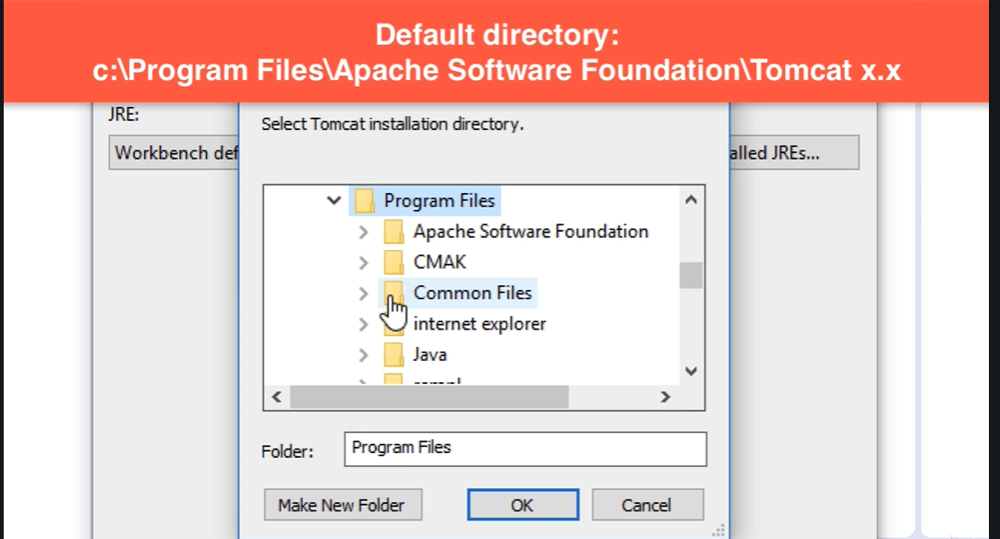 Default directory:
c:\Program Files\Apache Software Foundation\Tomcat x.x
JRE:
Select Tomcat installation directory.
Workbench def
alled JREs...
Program Files
Apache Software Foundation
CMAK
Common Files
internet explorer
Java
Folder:
Program Files
Make New Folder
OK
Cancel